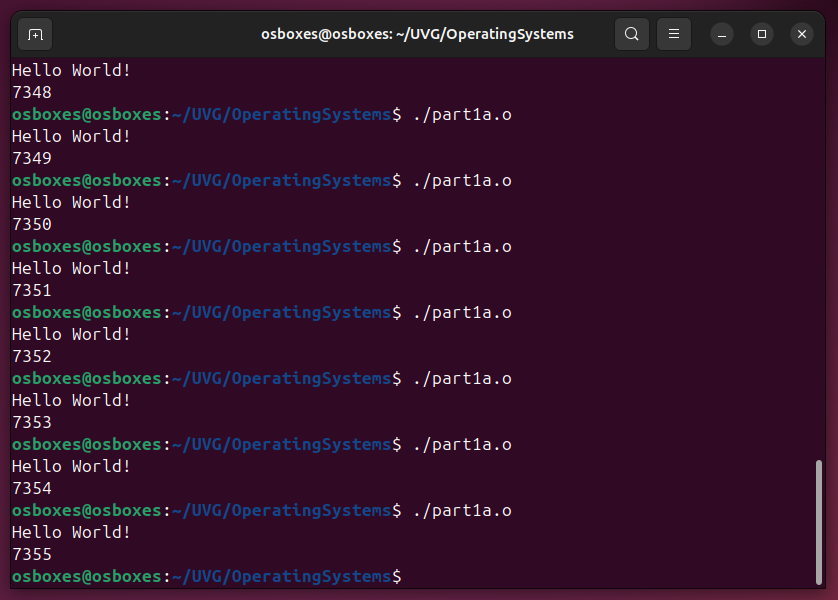 osboxes@osboxes: ~/UVG/OperatingSystems
Hello World!
7348
osboxes@osboxes:~/UVG/OperatingSystems$ ./part1a.o
Hello World!
7349
osboxes@osboxes:~/UVG/OperatingSystems$ ./part1a.o
Hello World!
7350
osboxes@osboxes:~/UVG/OperatingSystems$ ./part1a.o
Hello World!
7351
osboxes@osboxes:~/UVG/OperatingSystems$ ./part1a.o
Hello World!
7352
osboxes@osboxes:~/UVG/OperatingSystems$ ./part1a.o
Hello World!
7353
osboxes@osboxes:~/UVG/OperatingSystems$ ./part1a.o
Hello World!
7354
osboxes@osboxes:~/UVG/OperatingSystems$ ./part1a.o
Hello World!
7355
osboxes@osboxes:~/UVG/OperatingSystems$